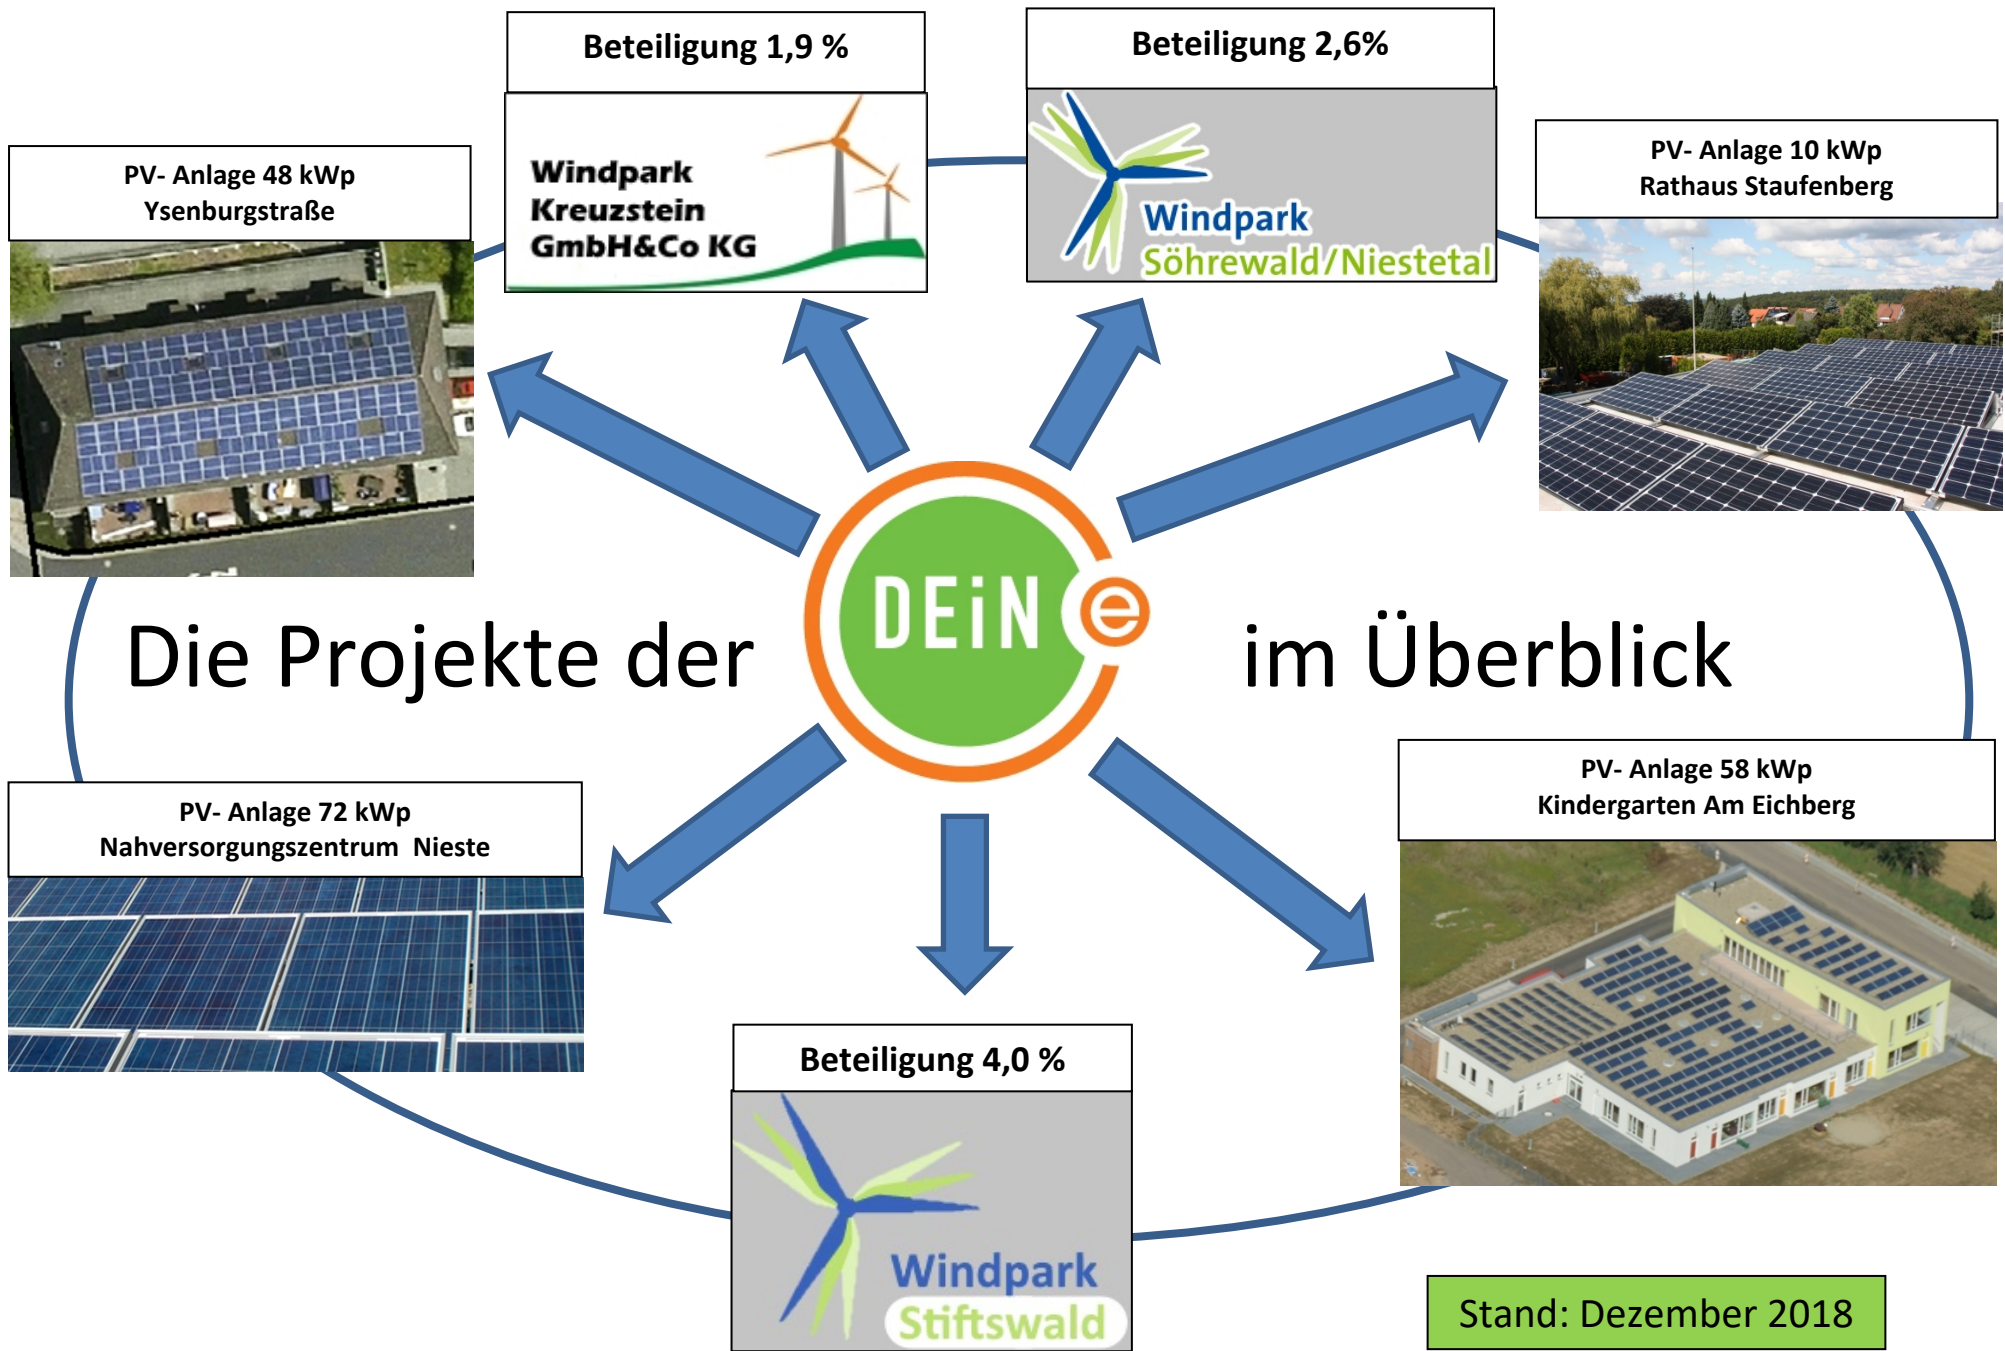 Beteiligung 1,9 %
Windpark
Kreuzstein
GmbH&Co KG
Beteiligung 2,6%
Windpark
Söhrewald/Niestetal
PV- Anlage 48 kWp
Ysenburgstraße
PV- Anlage 10 kWp
Rathaus Staufenberg
Die Projekte der DEiN e im Überblick
PV- Anlage 72 kWp
Nahversorgungszentrum  Nieste
PV- Anlage 58 kWp
Kindergarten Am Eichberg
Beteiligung 4,0 %
Windpark
Stiftswald
Stand: Dezember 2018